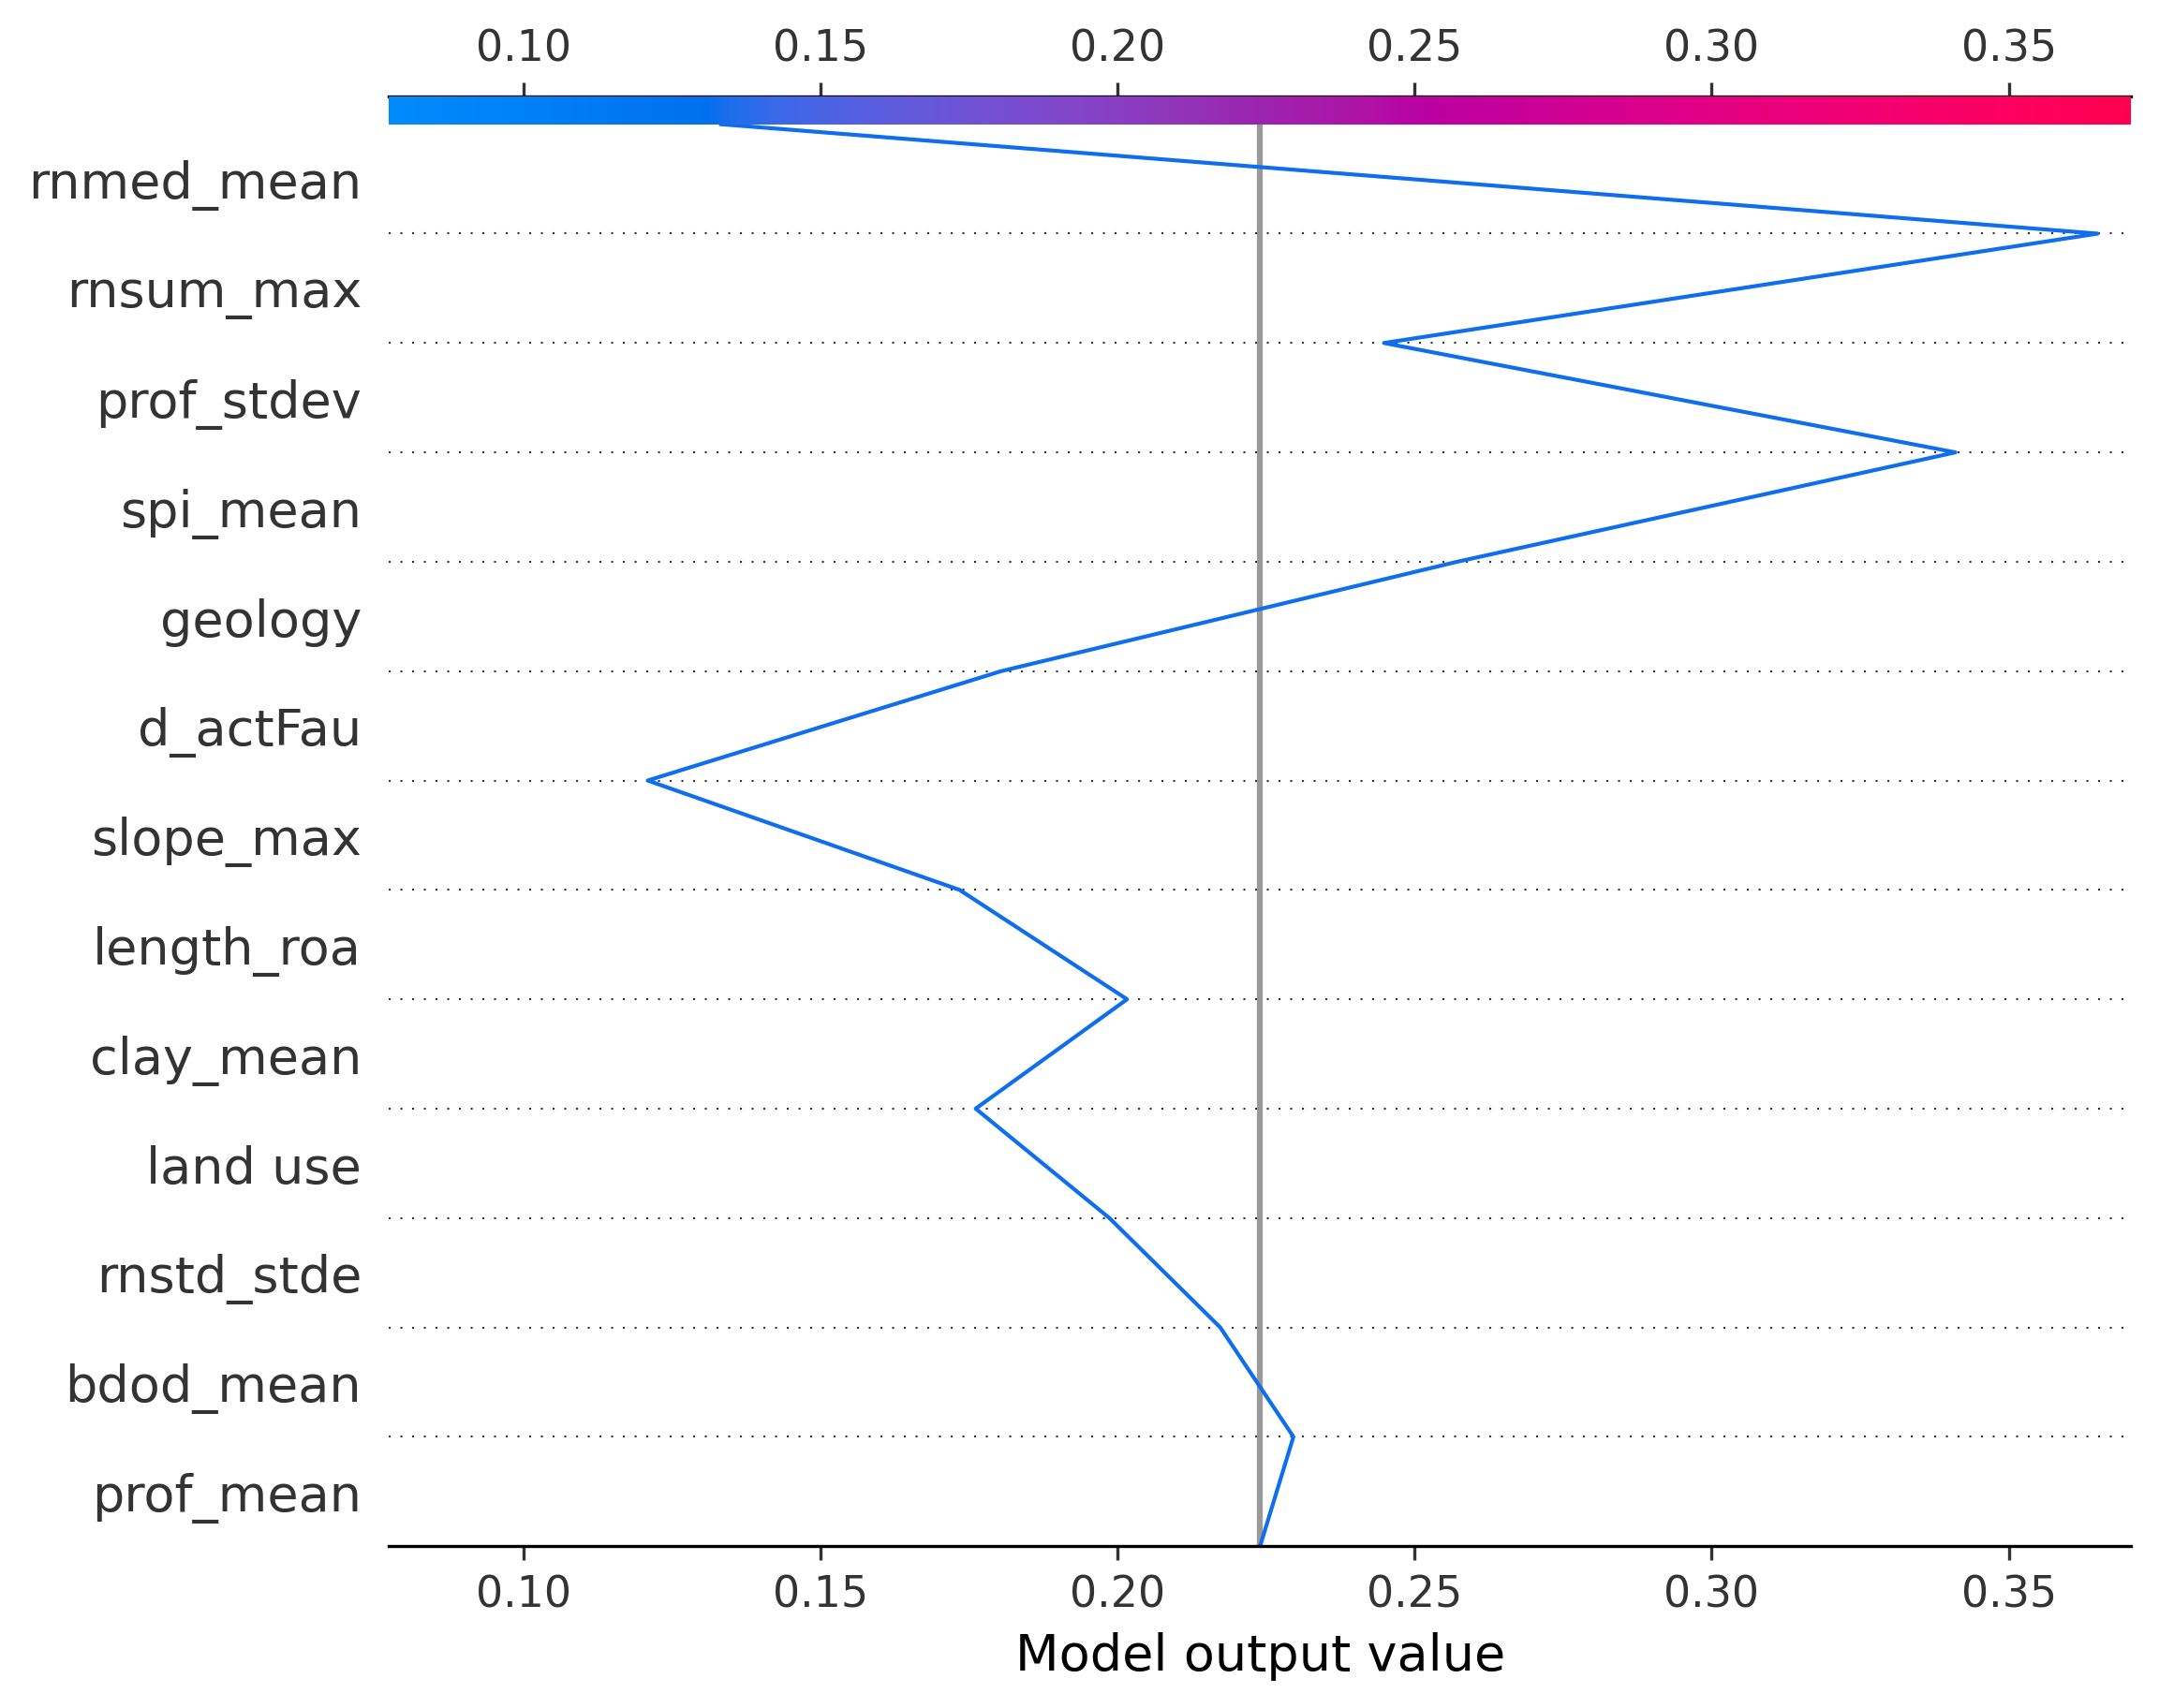 0.10 0.15 0.20 0.25 0.30 0.35
rnmed_mean
rnsum_max
prof_stdev
spi_mean
geology
d_actFau
slope_max
length_roa
clay_mean
land use
rnstd_stde
bdod_mean
prof_mean
0.10 0.15 0.20 0.25 0.30 0.35
Model output value